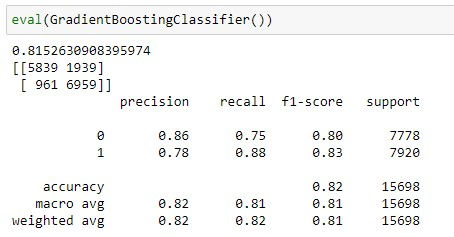 eval(GradientBoostingClassifier())
0.8152630908395974
[[5839 1939]
 [ 961 6959]]
              precision    recall  f1-score   support

           0       0.86      0.75      0.80      7778
           1       0.78      0.88      0.83      7920

    accuracy                           0.82     15698
   macro avg       0.82      0.81      0.81     15698
weighted avg       0.82      0.82      0.81     15698